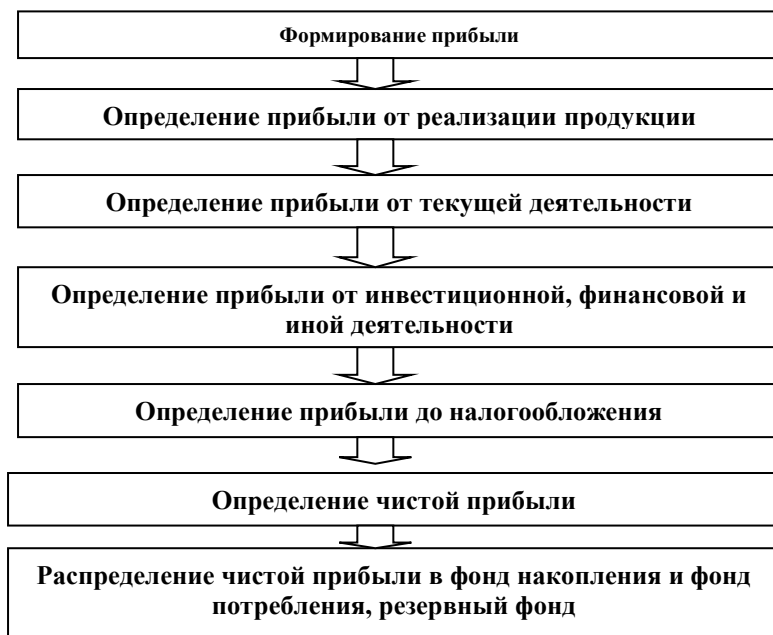 Формирование прибыли
Определение прибыли от реализации продукции
Определение прибыли от текущей деятельности
Определение прибыли от инвестиционной, финансовой и
иной деятельности
Определение прибыли до налогообложения
Определение чистой прибыли
Распределение чистой прибыли в фонд накопления и фонд
потребления, резервный фонд